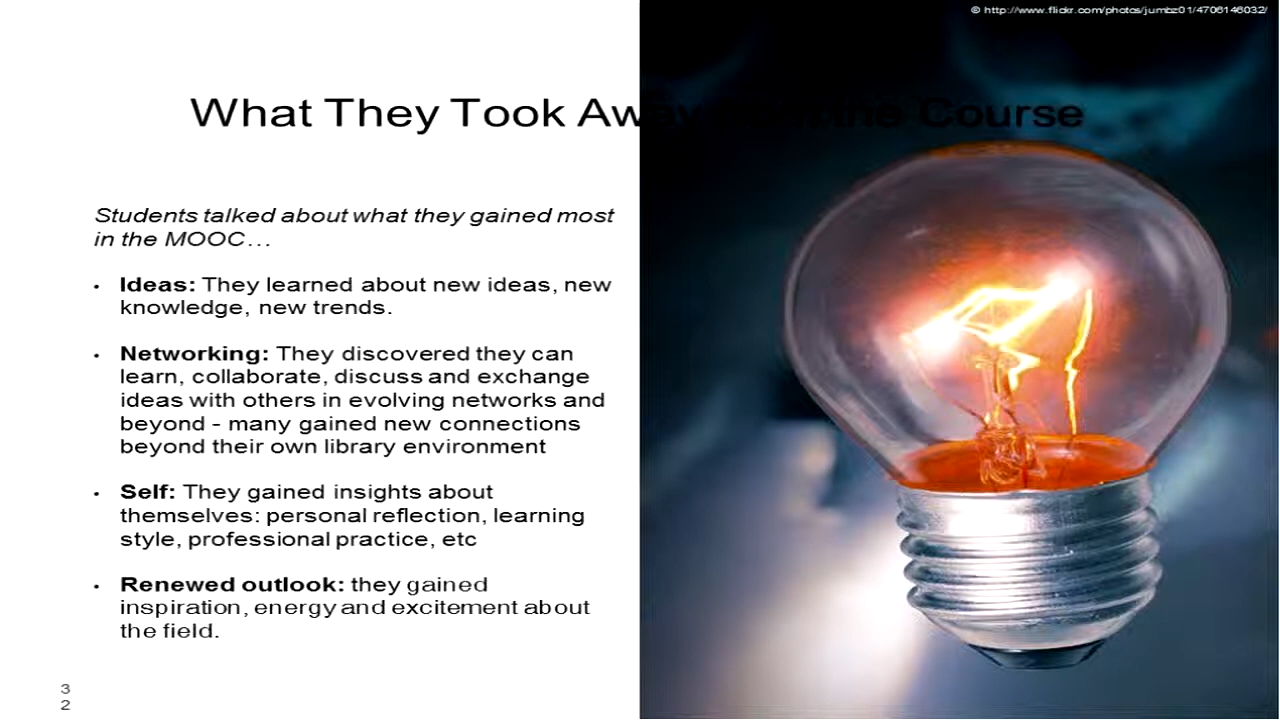 © http://www.flickr.com/photos/jumbz01/4706146032/
What They Took Away from the Course
Students talked about what they gained most
in the MOOC…
• Ideas: They learned about new ideas, new
knowledge, new trends.
• Networking: They discovered they can
learn, collaborate, discuss and exchange
ideas with others in evolving networks and
beyond - many gained new connections
beyond their own library environment
• Self: They gained insights about
themselves: personal reflection, learning
style, professional practice, etc
• Renewed outlook: they gained
inspiration, energy and excitement about
the field.
3
2